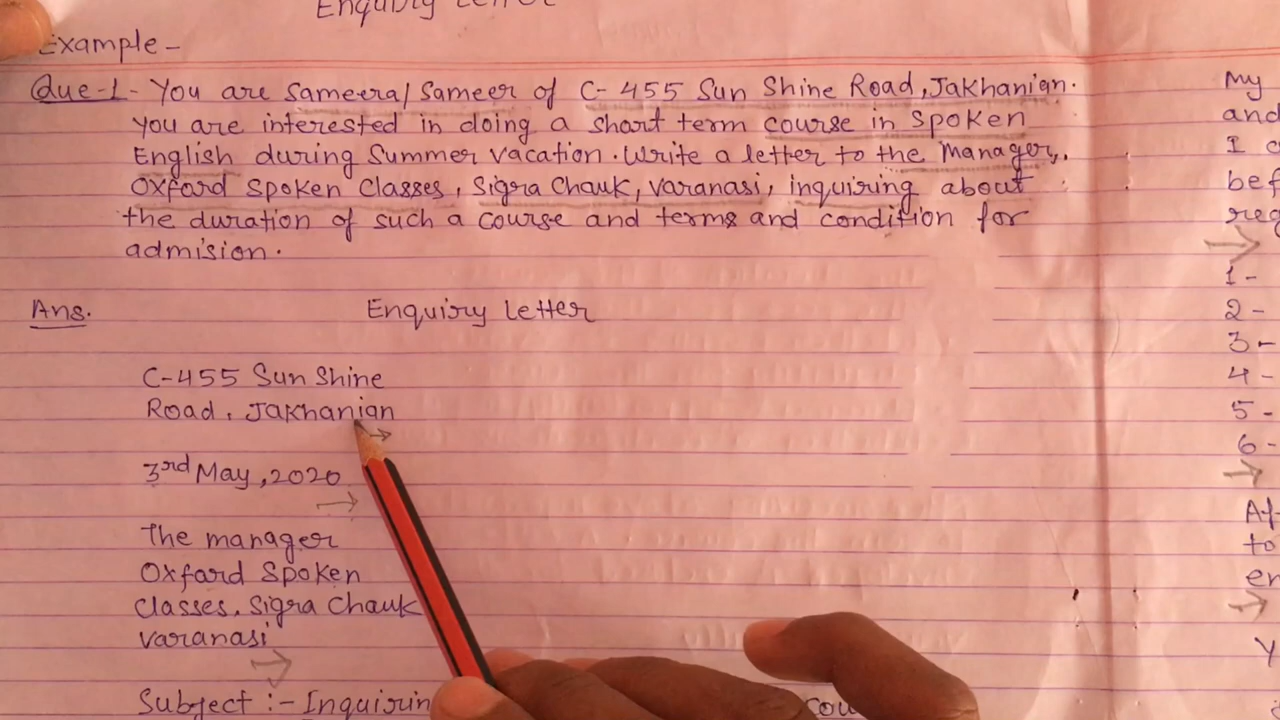 Enquiry Letter
Example -
Que-1- You are Sameera/Sameer of C-455 Sun Shine Road, Jakhanian.
You are interested in doing a short term course in Spoken
English during Summer vacation. Write a letter to the Manager,
Oxfard Spoken Classes, Sigra Chauk, Varanasi, inquiring about
the duration of such a course and terms and condition for
admision.
Ans. Enquiry Letter
C-455 Sun Shine
Road, Jakhanian
3rd May, 2020
The manager
Oxfard Spoken
Classes, Sigra Chauk
Varanasi
Subject :- Inquirin
My
and
I
bef
1-
2-
3-
4-
5-
6-
Af
to
en
Y